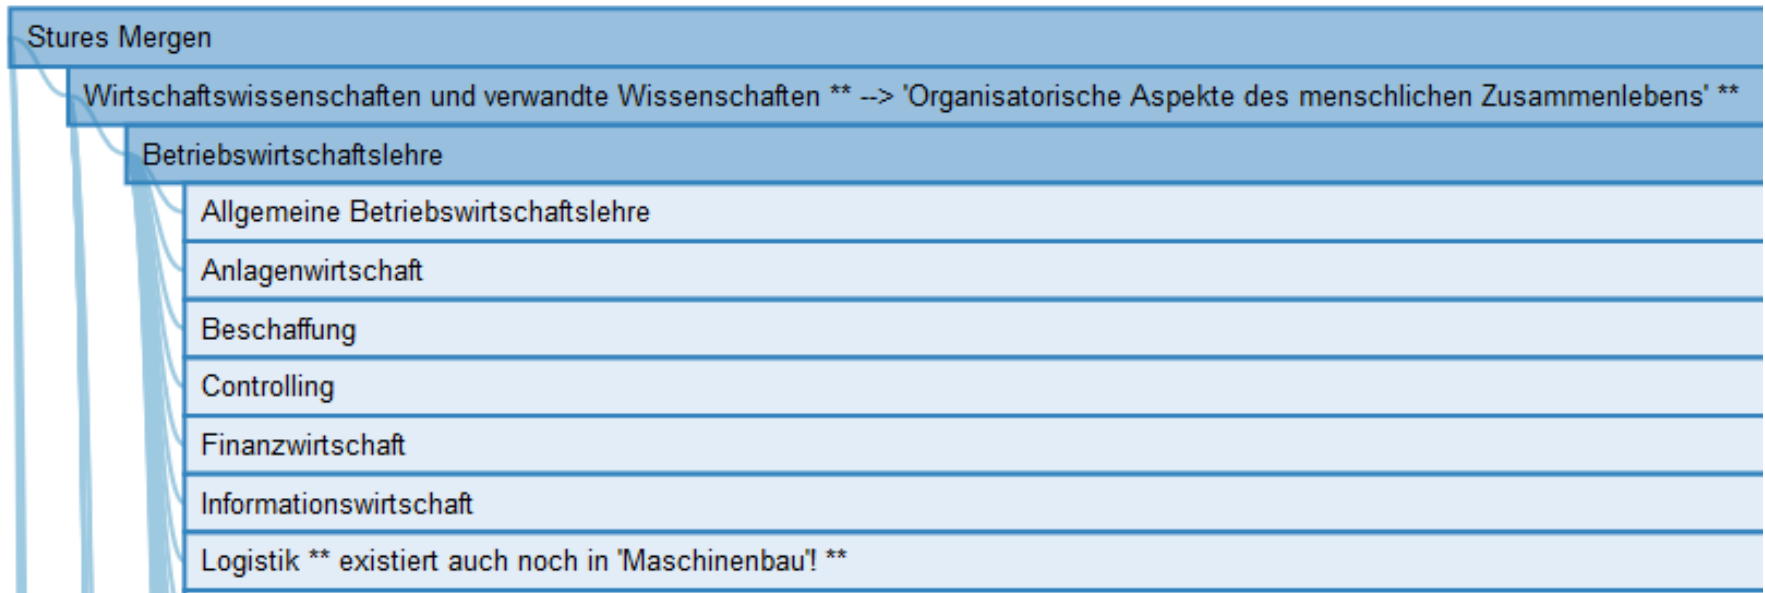 Stures Mergen
Wirtschaftswissenschaften und verwandte Wissenschaften ** --> 'Organisatorische Aspekte des menschlichen Zusammenlebens' **
Betriebswirtschaftslehre
Allgemeine Betriebswirtschaftslehre
Anlagenwirtschaft
Beschaffung
Controlling
Finanzwirtschaft
Informationswirtschaft
Logistik ** existiert auch noch in 'Maschinenbau'! **